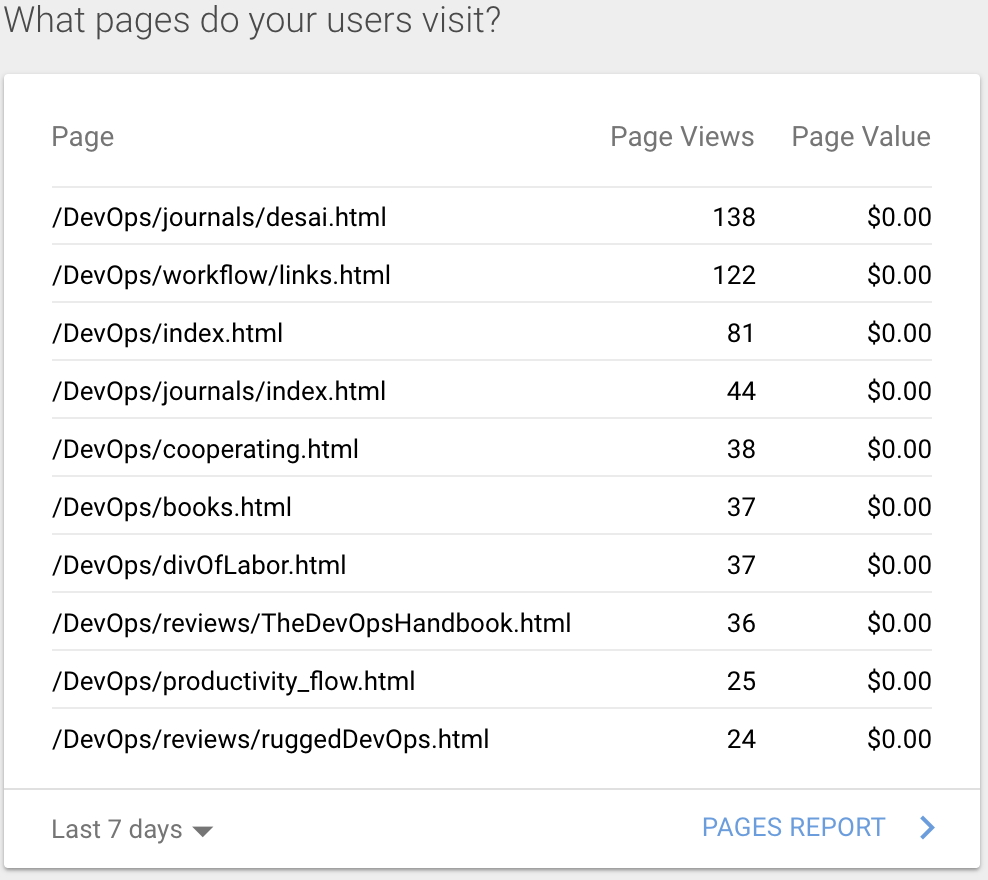 What pages do your users visit?
Page Page Views Page Value
/DevOps/journals/desai.html 138 $0.00
/DevOps/workflow/links.html 122 $0.00
/DevOps/index.html 81 $0.00
/DevOps/journals/index.html 44 $0.00
/DevOps/cooperating.html 38 $0.00
/DevOps/books.html 37 $0.00
/DevOps/divOfLabor.html 37 $0.00
/DevOps/reviews/TheDevOpsHandbook.html 36 $0.00
/DevOps/productivity_flow.html 25 $0.00
/DevOps/reviews/ruggedDevOps.html 24 $0.00
Last 7 days PAGES REPORT